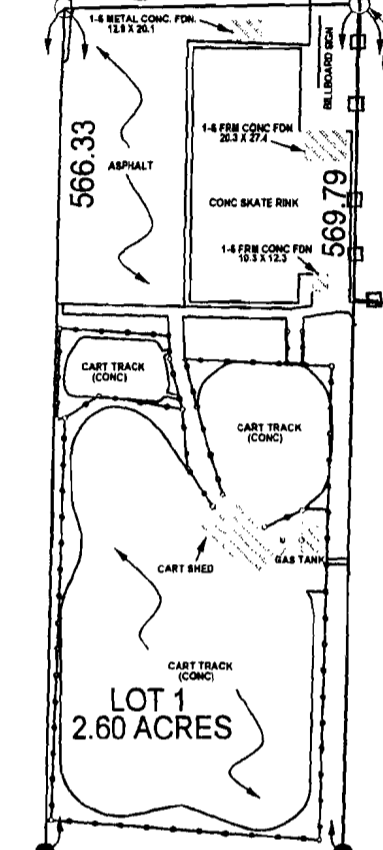 1-S METAL CONC. FDN.
12.8 X 20.1
BILLBOARD SIGN
566.33
ASPHALT
1-S FRM CONC FDN
20.3 X 27.4
569.79
CONC SKATE RINK
1-S FRM CONC FDN
10.3 X 12.3
CART TRACK
(CONC)
CART TRACK
(CONC)
GAS TANK
CART SHED
CART TRACK
(CONC)
LOT 1
2.60 ACRES